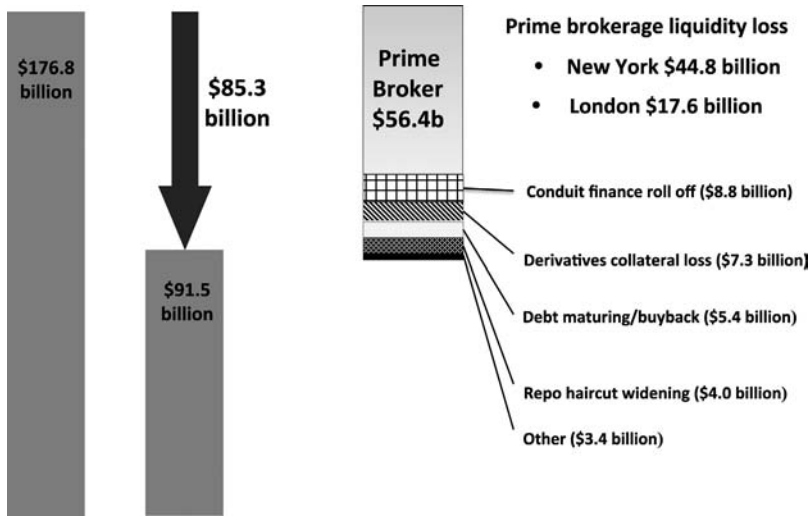 $176.8
billion
$85.3
billion
$91.5
billion
Prime
Broker
$56.4b
Prime brokerage liquidity loss
• New York $44.8 billion
• London $17.6 billion
Conduit finance roll off ($8.8 billion)
Derivatives collateral loss ($7.3 billion)
Debt maturing/buyback ($5.4 billion)
Repo haircut widening ($4.0 billion)
Other ($3.4 billion)